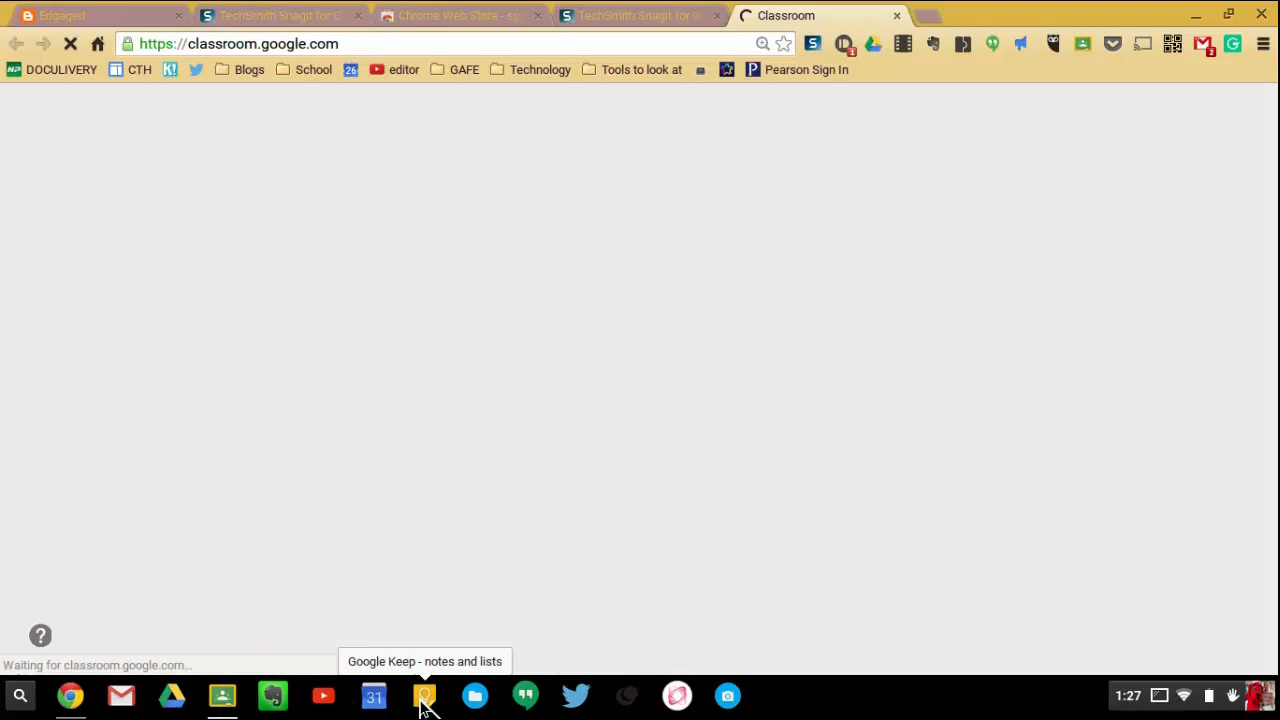 Edgaged
TechSmith Snagit for G
Chrome Web Store - spl
TechSmith Snagit for G
Classroom
https://classroom.google.com
DOCULIVERY
CTH
Blogs
School
26
editor
GAFE
Technology
Tools to look at
Pearson Sign In
?
Waiting for classroom.google.com...
Google Keep - notes and lists
31
1:27